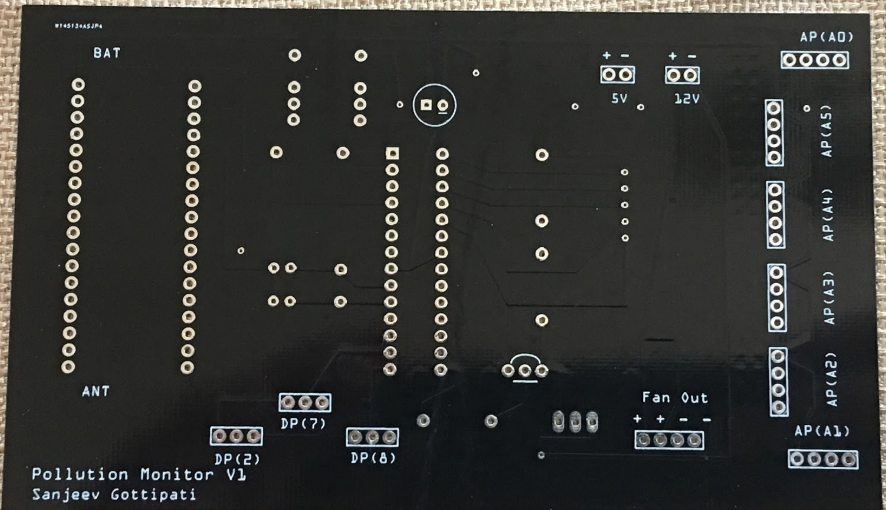 AP(A0)
BAT
+ -
+ -
5V
12V
AP(A5)
AP(A4)
AP(A3)
AP(A2)
ANT
Fan Out
+ + - -
DP(7)
AP(A1)
DP(2)
DP(8)
Pollution Monitor V1
Sanjeev Gottipati